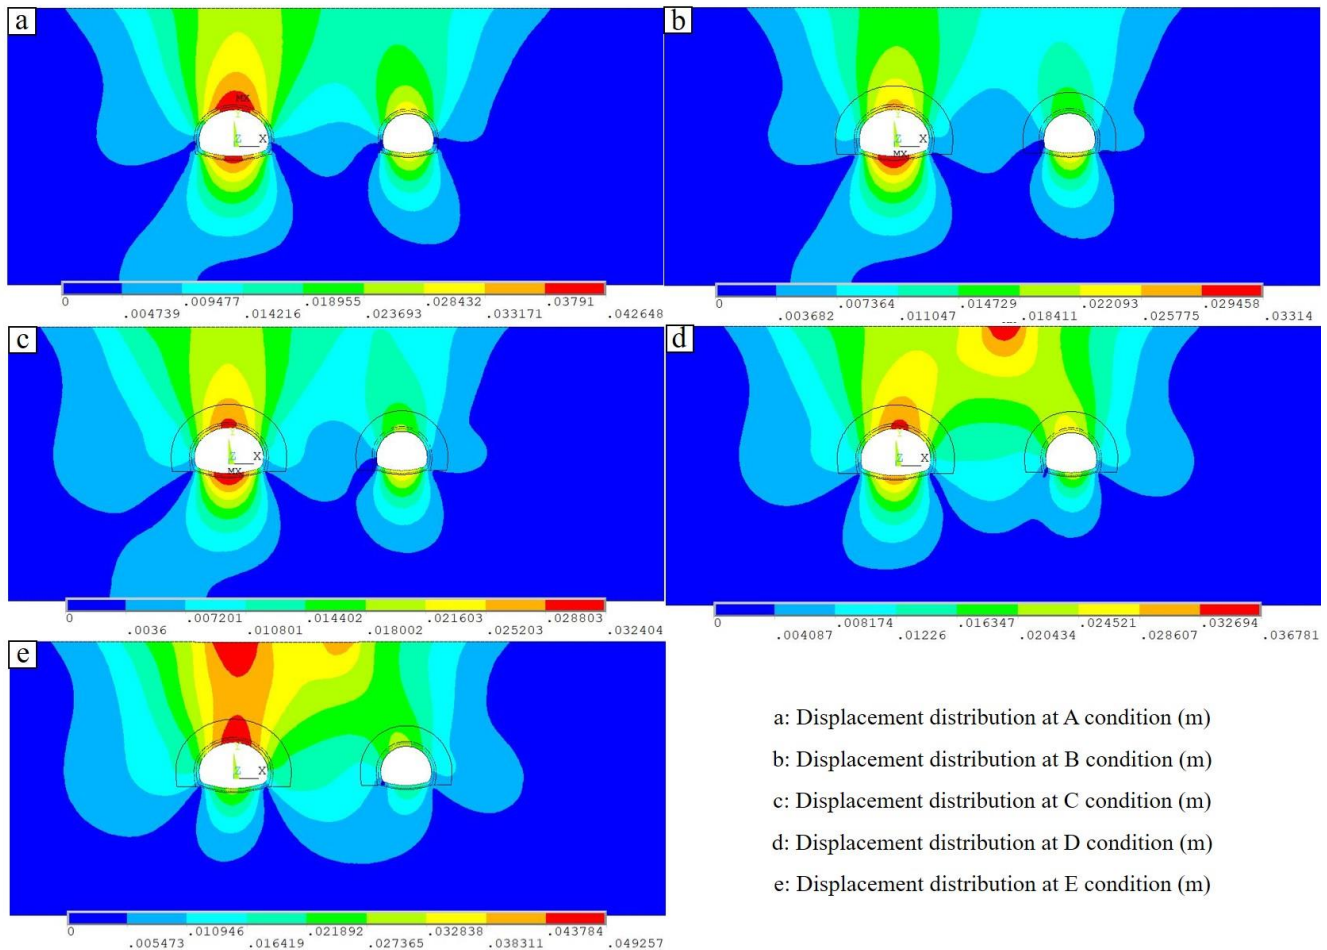 a
b
MX
Z X
Z X
MX
0 .009477 .018955 .028432 .03791
.004739 .014216 .023693 .033171 .042648
0 .007364 .014729 .022093 .029458
.003682 .011047 .018411 .025775 .03314
c
d
Z X
MX
Z X
0 .007201 .014402 .021603 .028803
.0036 .010801 .018002 .025203 .032404
0 .008174 .016347 .024521 .032694
.004087 .01226 .020434 .028607 .036781
e
Z X
0 .010946 .021892 .032838 .043784
.005473 .016419 .027365 .038311 .049257
a: Displacement distribution at A condition (m)
b: Displacement distribution at B condition (m)
c: Displacement distribution at C condition (m)
d: Displacement distribution at D condition (m)
e: Displacement distribution at E condition (m)